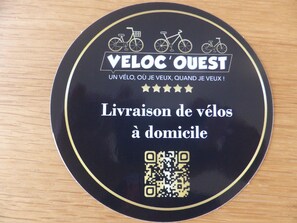 VELOC'OUEST
UN VÉLO, OÙ JE VEUX, QUAND JE VEUX !
Livraison de vélos
à domicile